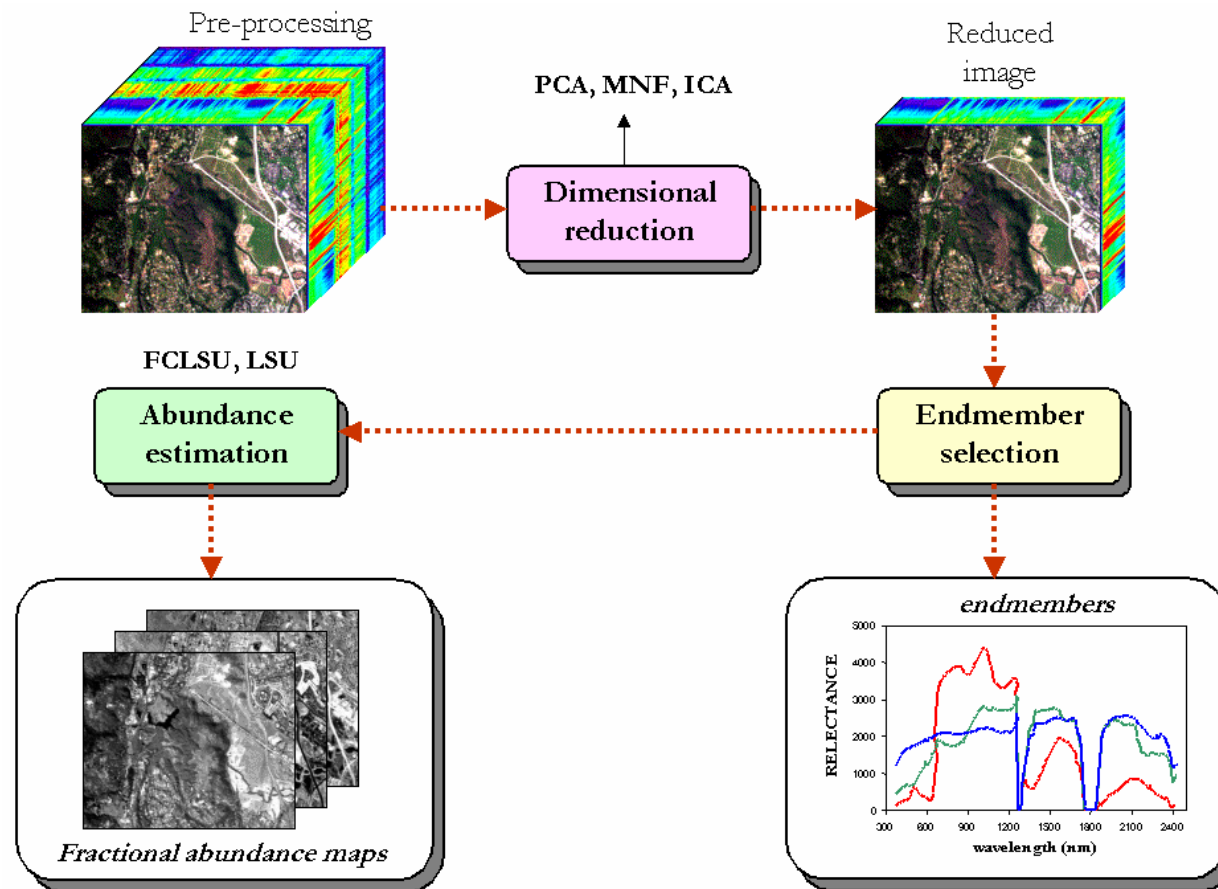 Pre-processing
Reduced
image
PCA, MNF, ICA
Dimensional
reduction
FCLSU, LSU
Abundance
estimation
Endmember
selection
Fractional abundance maps
endmembers
RELECTANCE
5000
4000
3000
2000
1000
0
300 600 900 1200 1500 1800 2100 2400
wavelength (nm)